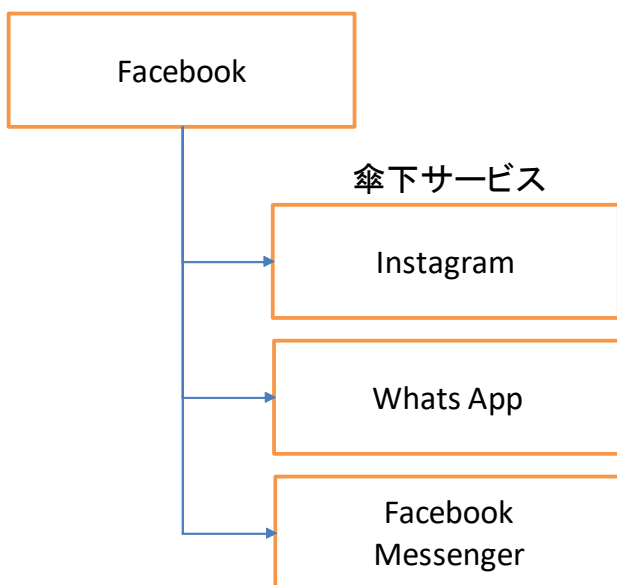 Facebook
傘下サービス
Instagram
Whats App
Facebook
Messenger